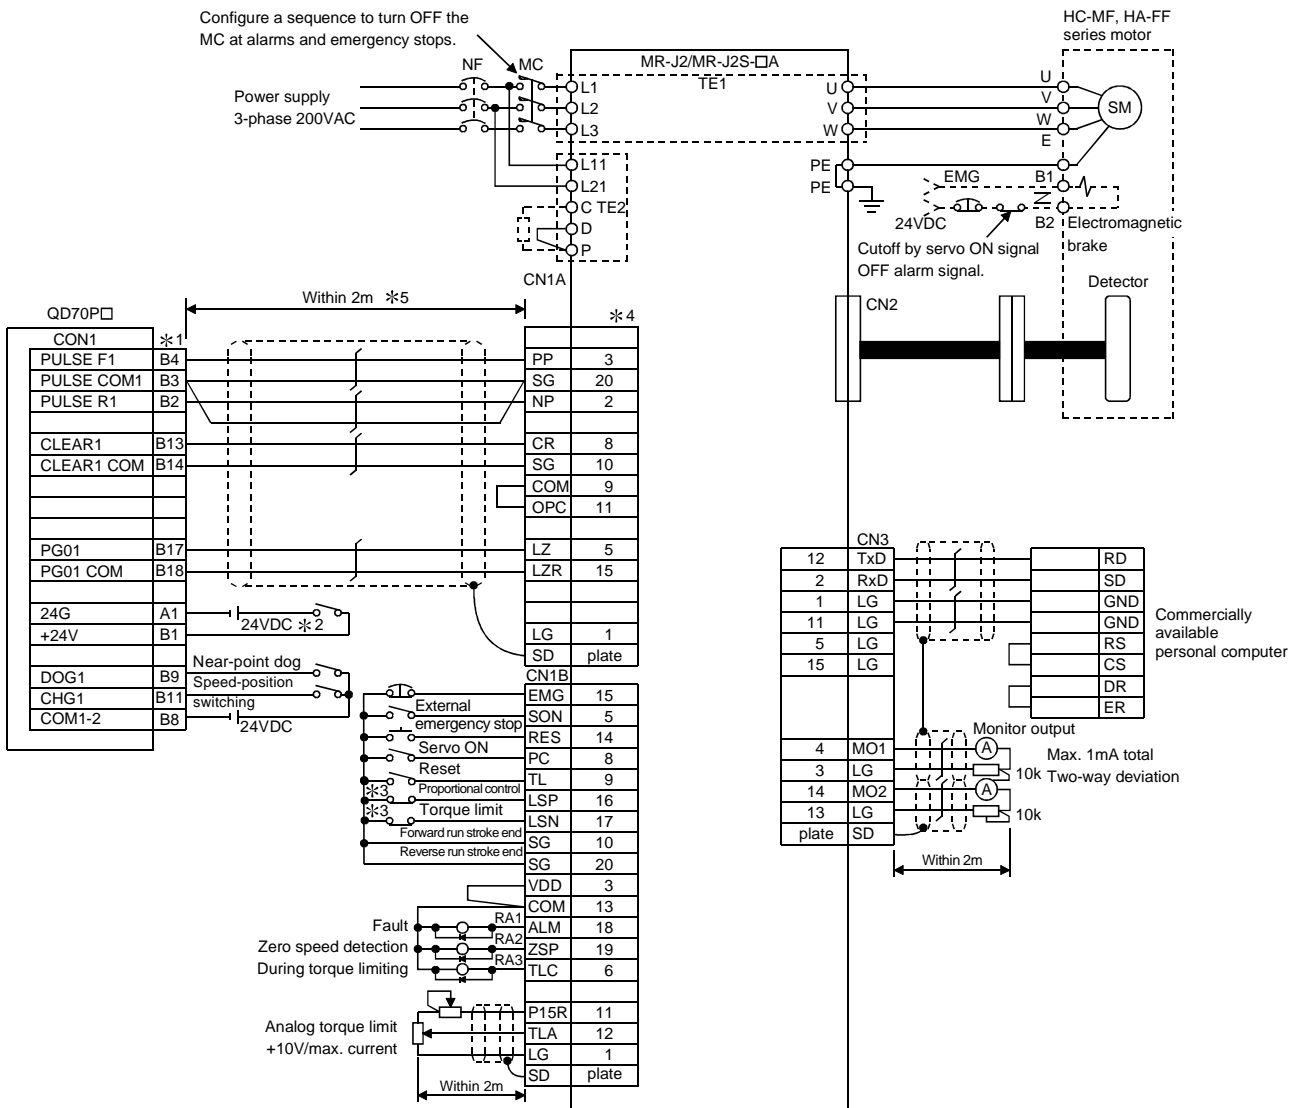 Configure a sequence to turn OFF the
MC at alarms and emergency stops.
HC-MF, HA-FF
series motor
NF
MC
MR-J2/MR-J2S-□A
TE1
Power supply
3-phase 200VAC
L1
L2
L3
L11
L21
C TE2
D
P
U
V
W
PE
PE
U
V
W
E
SM
EMG
B1
24VDC
B2
Electromagnetic
brake
Cutoff by servo ON signal
OFF alarm signal.
Detector
CN2
CN1A
Within 2m ✻5
QD70P□
✻4
CON1 ✻1
PULSE F1 B4
PULSE COM1 B3
PULSE R1 B2
CLEAR1 B13
CLEAR1 COM B14
PG01 B17
PG01 COM B18
24G A1
+24V B1
DOG1 B9
CHG1 B11
COM1-2 B8
24VDC ✻2
Near-point dog
Speed-position
switching
24VDC
PP 3
SG 20
NP 2
CR 8
SG 10
COM 9
OPC 11
LZ 5
LZR 15
LG 1
SD plate
CN1B
EMG 15
SON 5
RES 14
PC 8
TL 9
LSP 16
LSN 17
SG 10
SG 20
VDD 3
COM 13
ALM 18
ZSP 19
TLC 6
P15R 11
TLA 12
LG 1
SD plate
External
emergency stop
Servo ON
Reset
Proportional control
✻3
✻3 Torque limit
Forward run stroke end
Reverse run stroke end
Fault RA1
Zero speed detection RA2
During torque limiting RA3
Analog torque limit
+10V/max. current
Within 2m
CN3
12 TxD
2 RxD
1 LG
11 LG
5 LG
15 LG
4 MO1
3 LG
14 MO2
13 LG
plate SD
RD
SD
GND
GND
RS
CS
DR
ER
Commercially
available
personal computer
Monitor output
A
10k
A
10k
Max. 1mA total
Two-way deviation
Within 2m